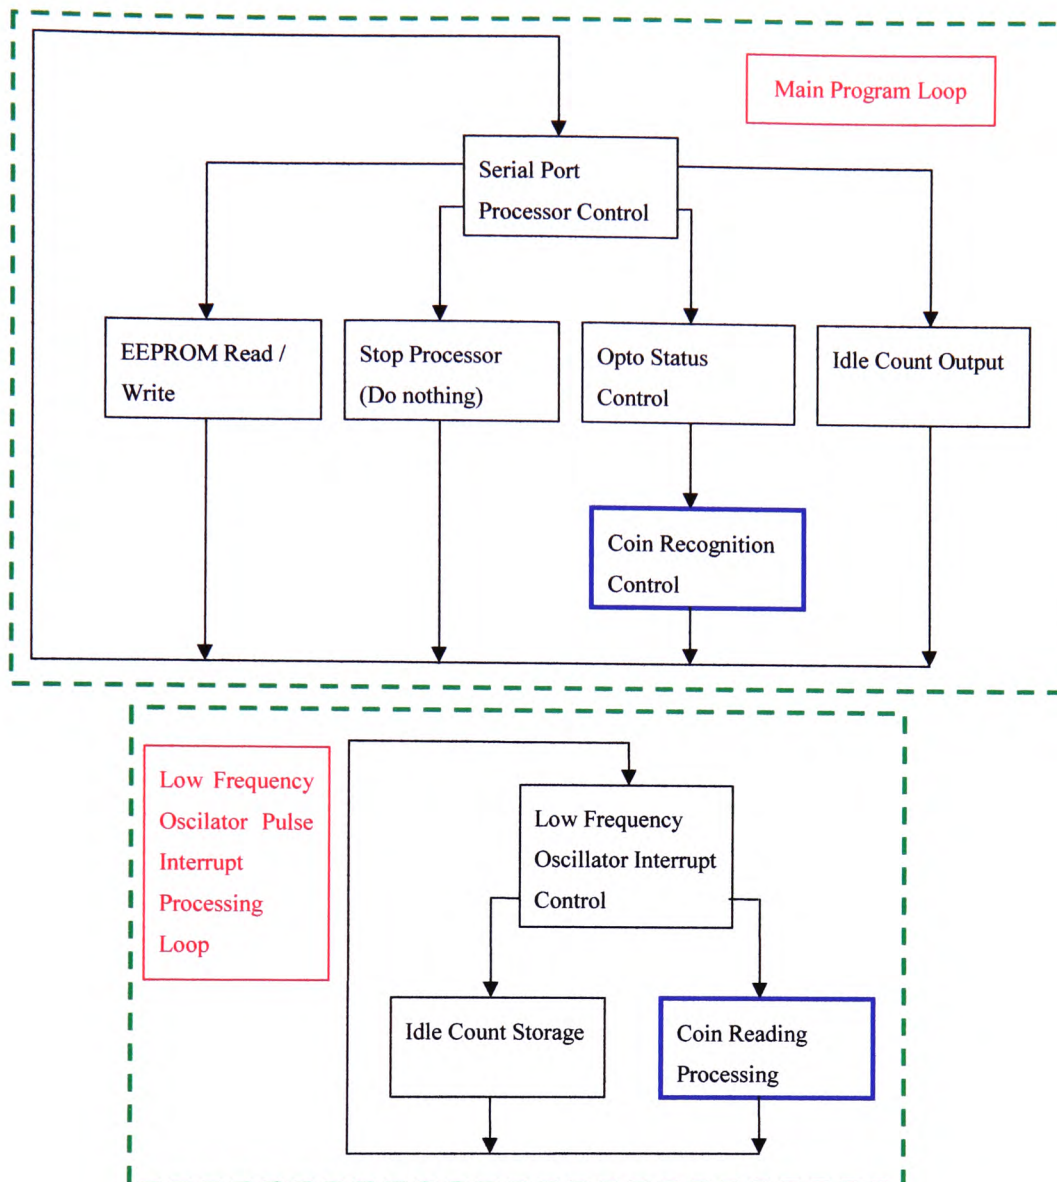 Main Program Loop
Serial Port
Processor Control
EEPROM Read /
Write
Stop Processor
(Do nothing)
Opto Status
Control
Idle Count Output
Coin Recognition
Control
Low Frequency
Oscilator Pulse
Interrupt
Processing
Loop
Low Frequency
Oscillator Interrupt
Control
Idle Count Storage
Coin Reading
Processing